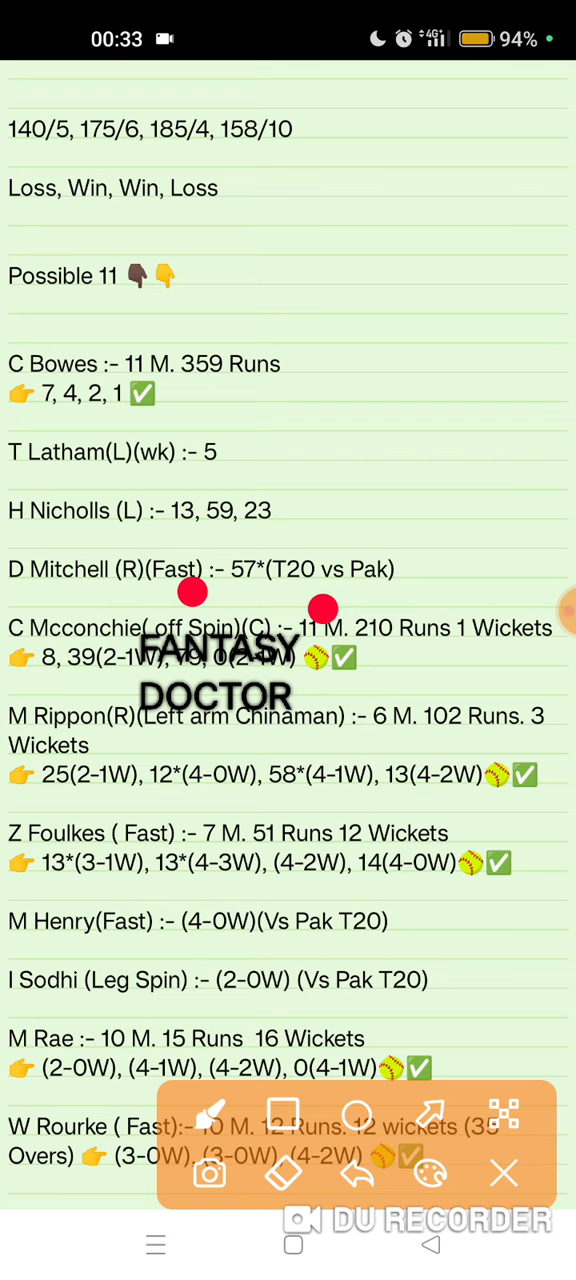 00:33
4G+ 94%
140/5, 175/6, 185/4, 158/10
Loss, Win, Win, Loss
Possible 11
C Bowes :- 11 M. 359 Runs
7, 4, 2, 1
T Latham(L)(wk) :- 5
H Nicholls (L) :- 13, 59, 23
D Mitchell (R)(Fast) :- 57*(T20 vs Pak)
C Mcconchie( off Spin)(C) :- 11 M. 210 Runs 1 Wickets
8, 39(2-1W), 79, 0(2-1W)
FANTASY
DOCTOR
M Rippon(R)(Left arm Chinaman) :- 6 M. 102 Runs. 3
Wickets
25(2-1W), 12*(4-0W), 58*(4-1W), 13(4-2W)
Z Foulkes ( Fast) :- 7 M. 51 Runs 12 Wickets
13*(3-1W), 13*(4-3W), (4-2W), 14(4-0W)
M Henry(Fast) :- (4-0W)(Vs Pak T20)
I Sodhi (Leg Spin) :- (2-0W) (Vs Pak T20)
M Rae :- 10 M. 15 Runs 16 Wickets
(2-0W), (4-1W), (4-2W), 0(4-1W)
W Rourke ( Fast):- 10 M. 12 Runs. 12 wickets (35
Overs) (3-0W), (3-0W), (4-2W)
DU RECORDER